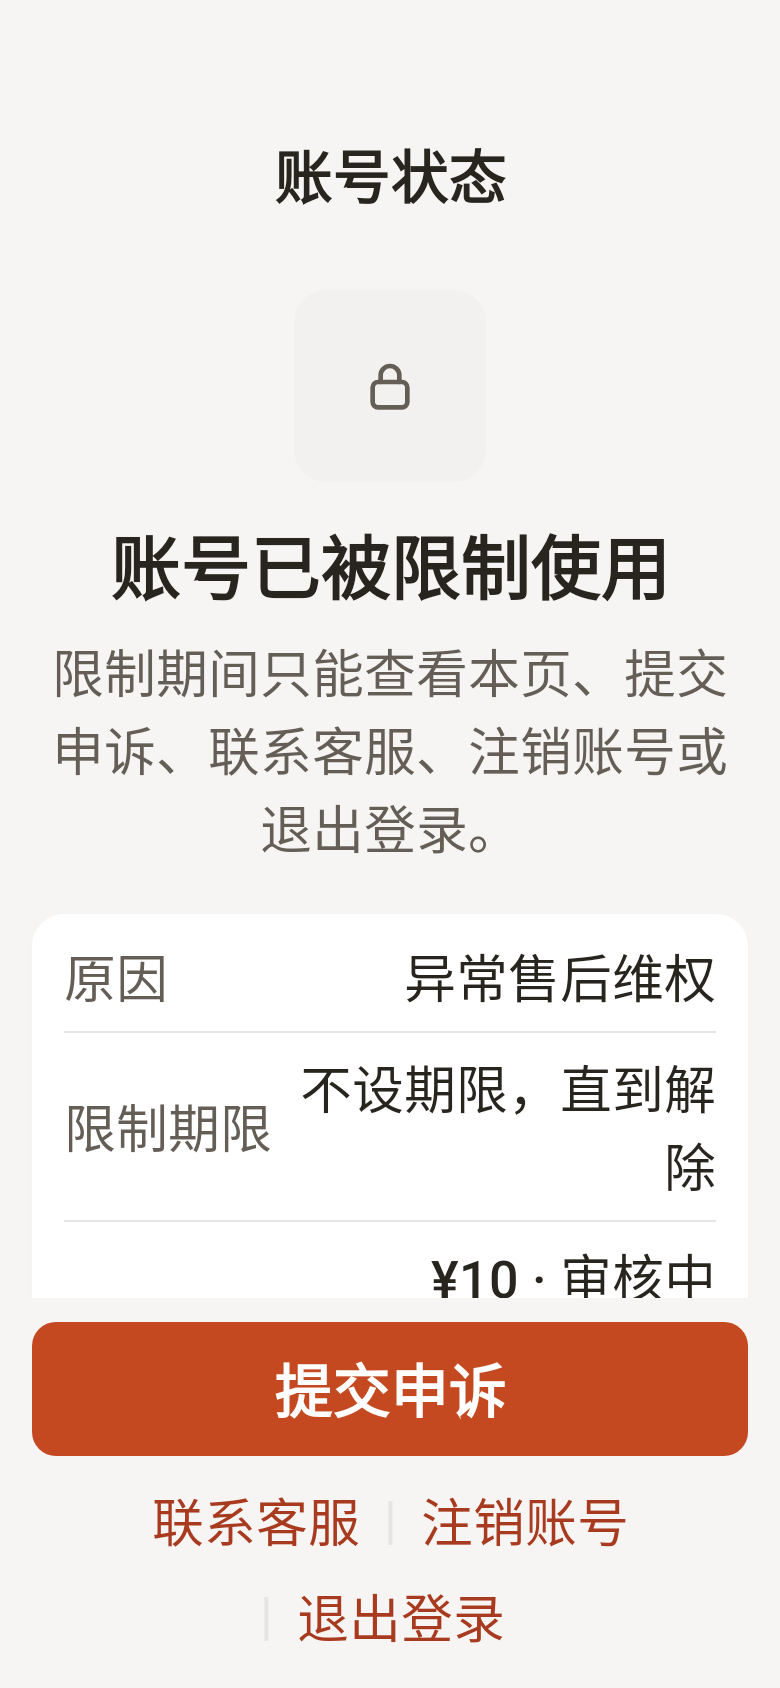 账号状态
账号已被限制使用
限制期间只能查看本页、提交
申诉、联系客服、注销账号或
退出登录。
原因 异常售后维权
限制期限 不设期限，直到解
除
¥10 · 审核中
提交申诉
联系客服 注销账号
退出登录